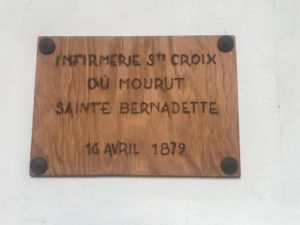 INFIRMERIE STE CROIX
OÙ MOURUT
SAINTE BERNADETTE
16 AVRIL 1879